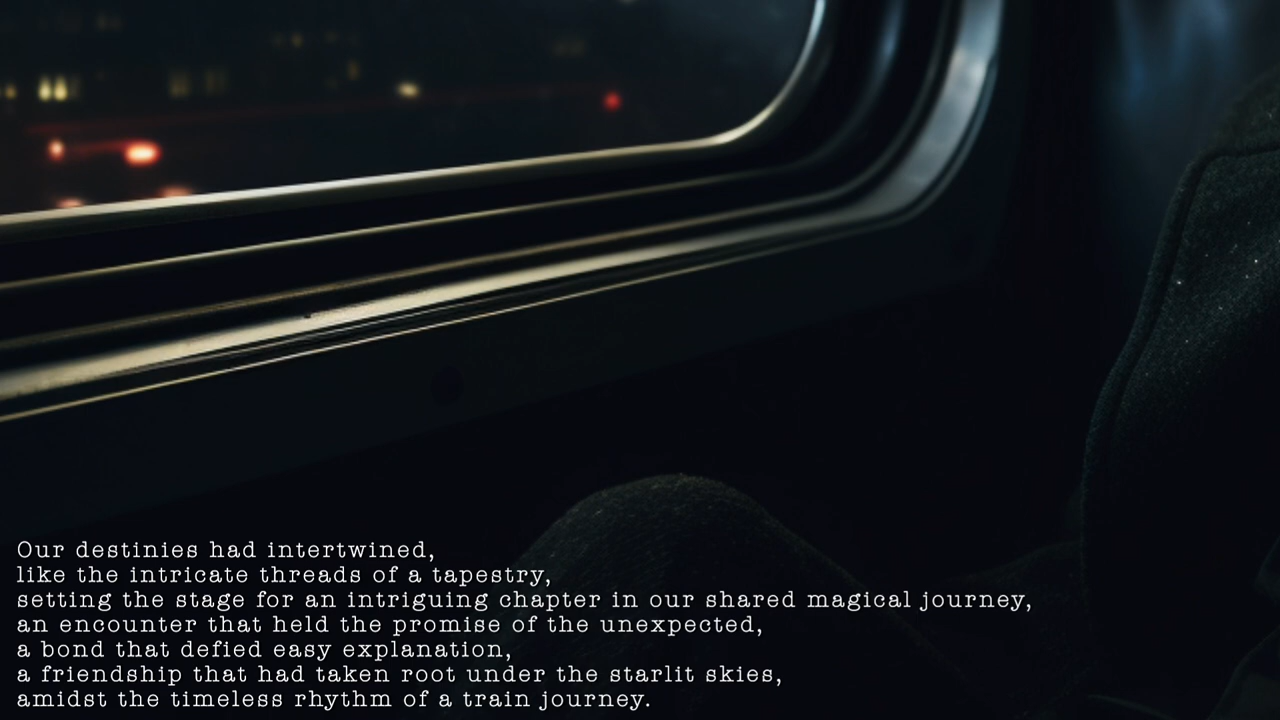 Our destinies had intertwined,
like the intricate threads of a tapestry,
setting the stage for an intriguing chapter in our shared magical journey,
an encounter that held the promise of the unexpected,
a bond that defied easy explanation,
a friendship that had taken root under the starlit skies,
amidst the timeless rhythm of a train journey.